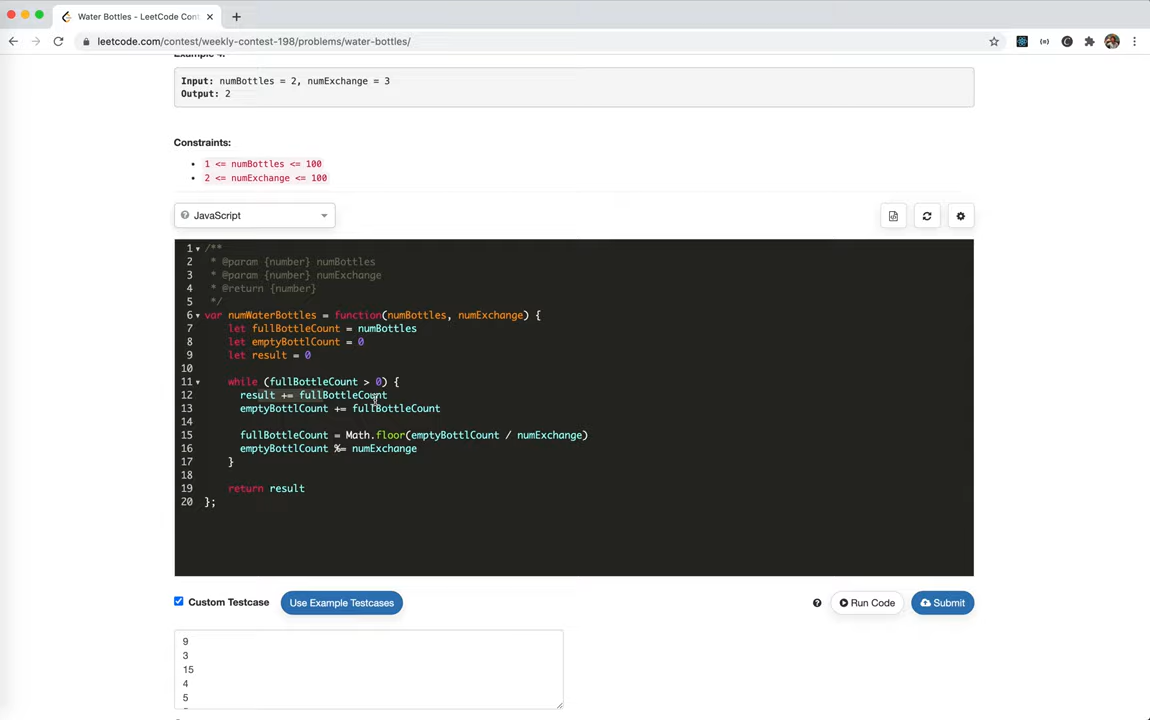 Water Bottles - LeetCode Cont
leetcode.com/contest/weekly-contest-198/problems/water-bottles/
Example 4:
Input: numBottles = 2, numExchange = 3
Output: 2
Constraints:
1 <= numBottles <= 100
2 <= numExchange <= 100
JavaScript
1 /**
2 * @param {number} numBottles
3 * @param {number} numExchange
4 * @return {number}
5 */
6 var numWaterBottles = function(numBottles, numExchange) {
7 let fullBottleCount = numBottles
8 let emptyBottlCount = 0
9 let result = 0
10
11 while (fullBottleCount > 0) {
12 result += fullBottleCount
13 emptyBottlCount += fullBottleCount
14
15 fullBottleCount = Math.floor(emptyBottlCount / numExchange)
16 emptyBottlCount %= numExchange
17 }
18
19 return result
20 };
Custom Testcase Use Example Testcases Run Code Submit
9
3
15
4
5